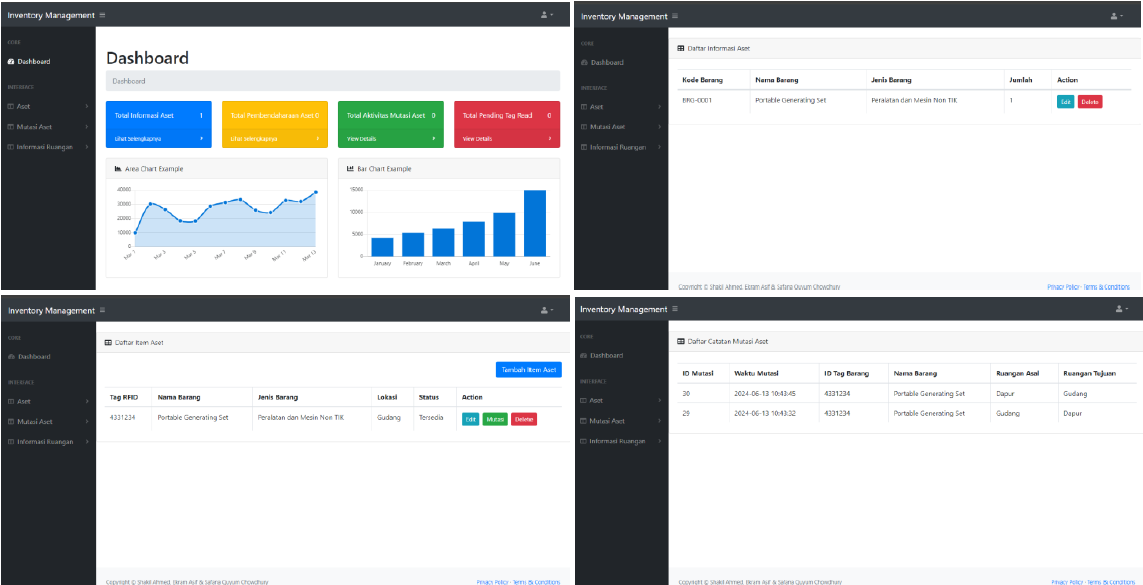 Inventory Management
CORE
Dashboard
INTERFACE
Aset
Mutasi Aset
Informasi Ruangan
Dashboard
Dashboard
Total Informasi Aset 1
Lihat Selengkapnya
Total Pembendaharaan Aset 0
Lihat Selengkapnya
Total Aktivitas Mutasi Aset 0
View Details
Total Pending Tag Read 0
View Details
Area Chart Example
40000
30000
20000
10000
0
Mar 1
Mar 3
Mar 5
Mar 7
Mar 9
Mar 11
Mar 13
Bar Chart Example
15000
10000
5000
0
January
February
March
April
May
June
Inventory Management
CORE
Dashboard
INTERFACE
Aset
Mutasi Aset
Informasi Ruangan
Daftar Informasi Aset
Kode Barang Nama Barang Jenis Barang Jumlah Action
BRG-0001 Portable Generating Set Peralatan dan Mesin Non TIK 1 Edit Delete
Copyright © Shakil Ahmed, Ekram Asif & Safaria Quyum Chowdhury
Privacy Policy · Terms & Conditions
Inventory Management
CORE
Dashboard
INTERFACE
Aset
Mutasi Aset
Informasi Ruangan
Daftar Item Aset
Tambah Item Aset
Tag RFID Nama Barang Jenis Barang Lokasi Status Action
4331234 Portable Generating Set Peralatan dan Mesin Non TIK Gudang Tersedia Edit Mutasi Delete
Copyright © Shakil Ahmed, Ekram Asif & Safaria Quyum Chowdhury
Privacy Policy · Terms & Conditions
Inventory Management
CORE
Dashboard
INTERFACE
Aset
Mutasi Aset
Informasi Ruangan
Daftar Catatan Mutasi Aset
ID Mutasi Waktu Mutasi ID Tag Barang Nama Barang Ruangan Asal Ruangan Tujuan
30 2024-06-13 10:43:45 4331234 Portable Generating Set Dapur Gudang
29 2024-06-13 10:43:32 4331234 Portable Generating Set Gudang Dapur
Copyright © Shakil Ahmed, Ekram Asif & Safaria Quyum Chowdhury
Privacy Policy · Terms & Conditions